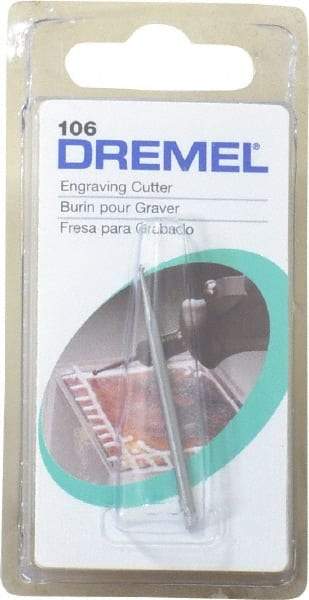 106
DREMEL®
Engraving Cutter
Burin pour Graver
Fresa para Grabado